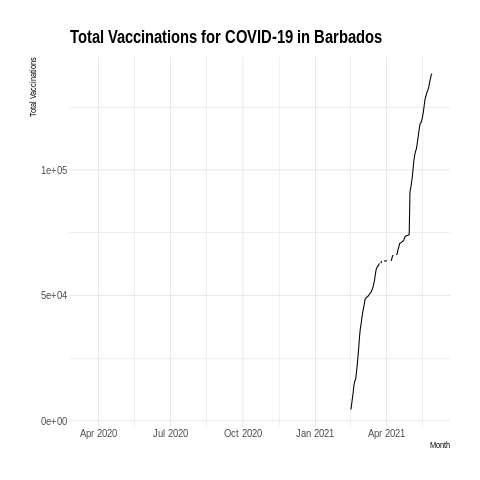 Total Vaccinations for COVID-19 in Barbados
Total Vaccinations
1e+05
5e+04
0e+00
Apr 2020 Jul 2020 Oct 2020 Jan 2021 Apr 2021
Month